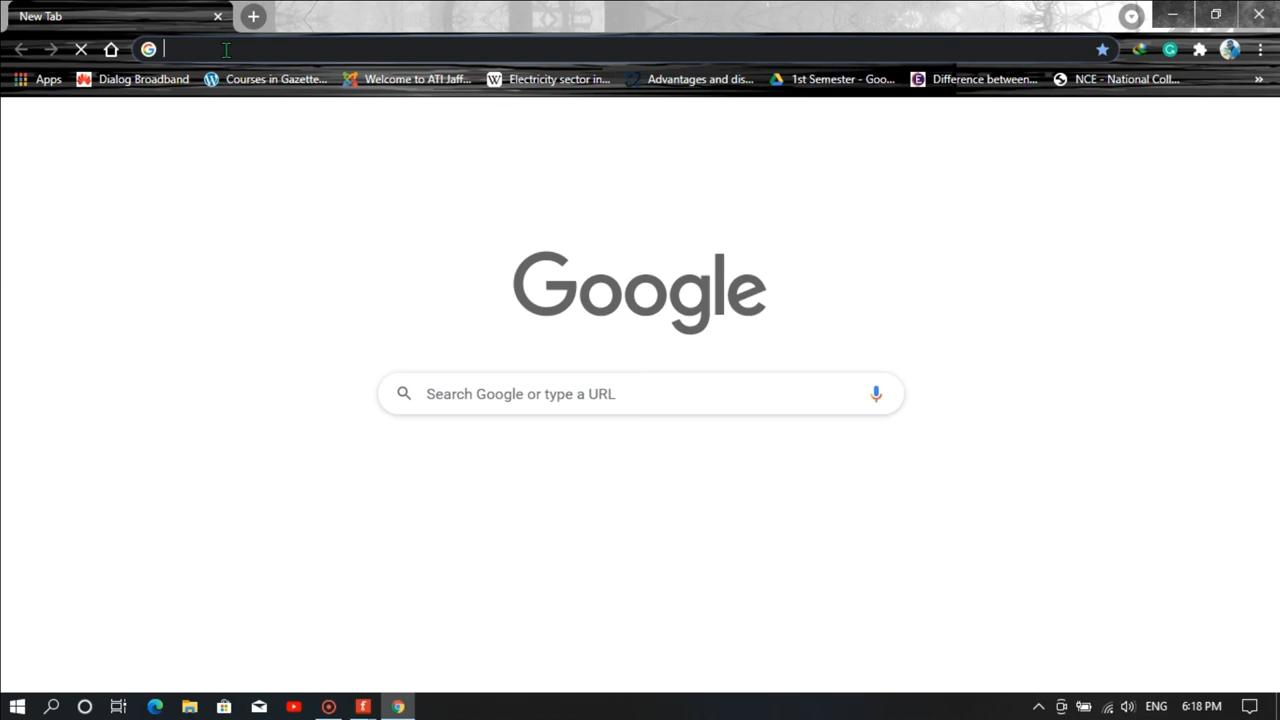 New Tab
Apps Dialog Broadband Courses in Gazette... Welcome to ATI Jaff... Electricity sector in... Advantages and dis... 1st Semester - Goo... Difference between... NCE - National Coll... »
Google
Search Google or type a URL
ENG 6:18 PM